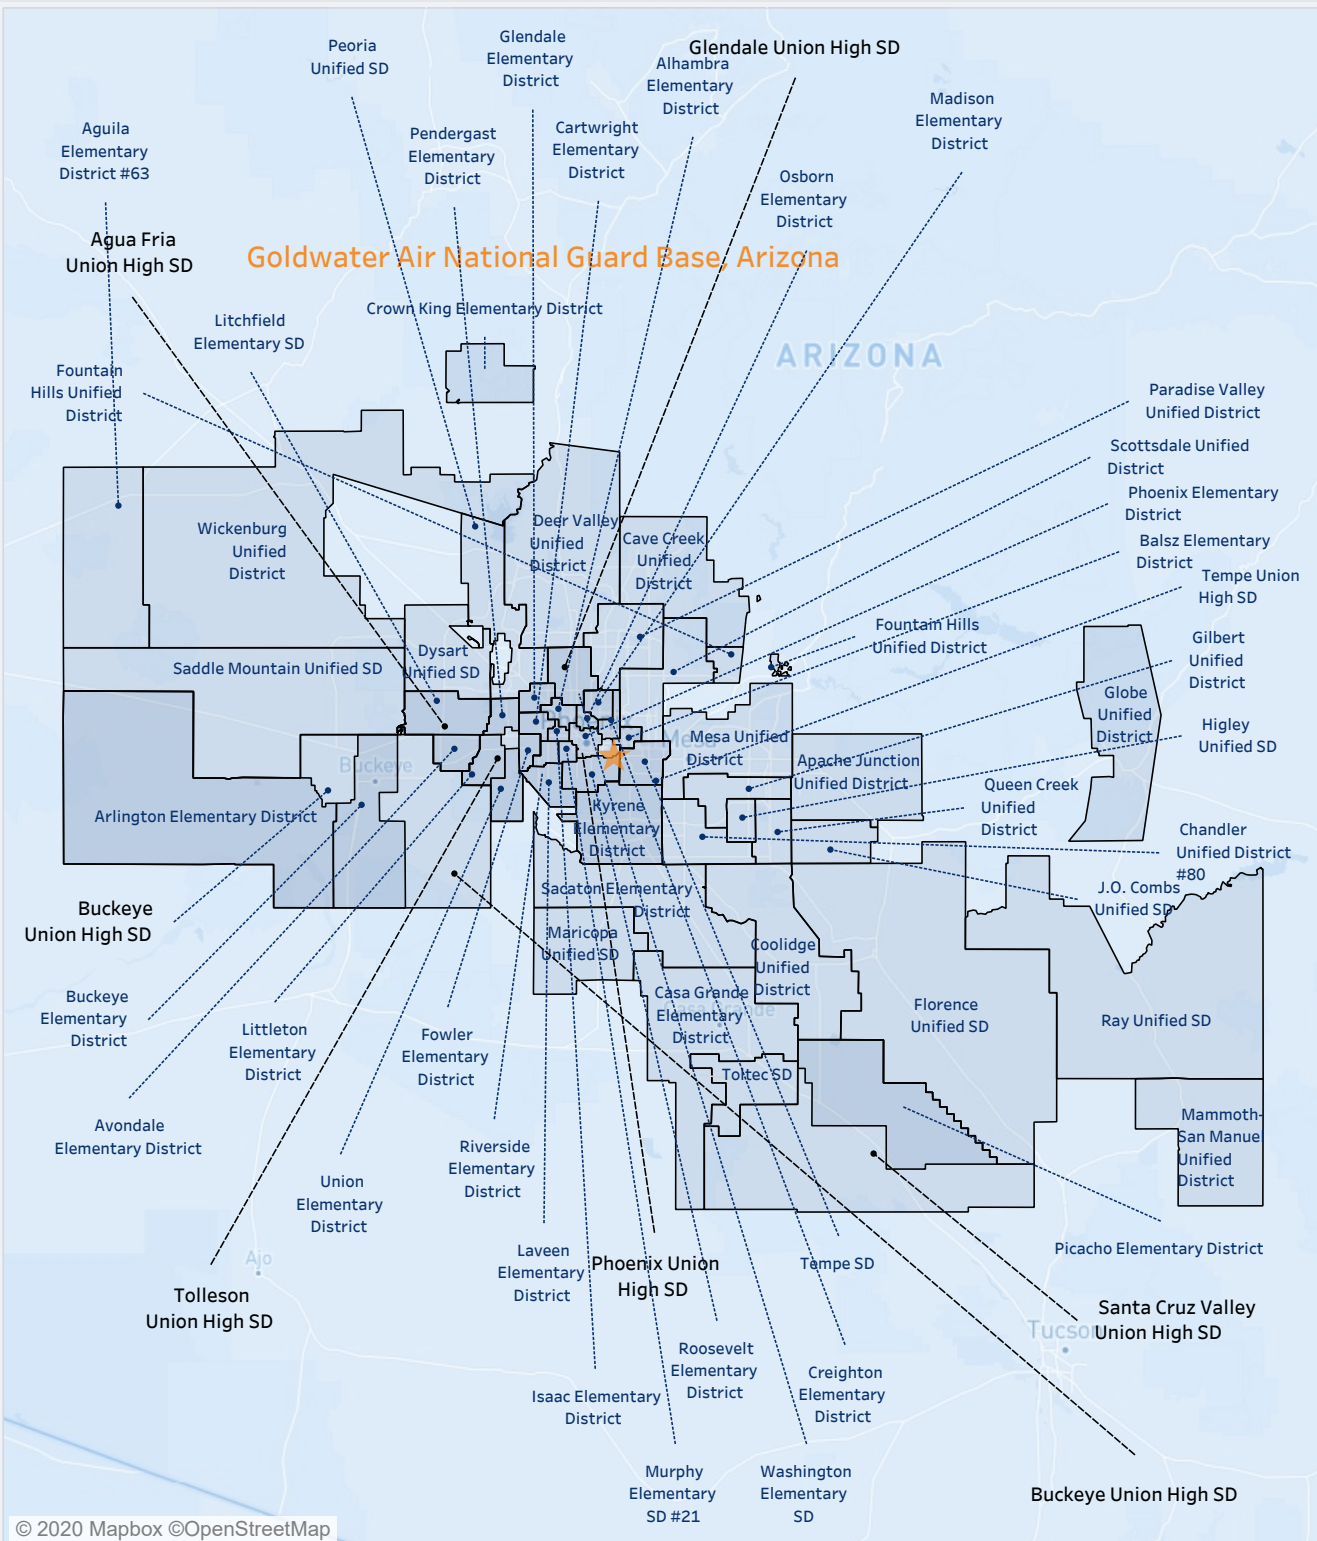 Peoria
Unified SD
Glendale
Elementary
District
Glendale Union High SD
Alhambra
Elementary
District
Madison
Elementary
District
Aguila
Elementary
District #63
Pendergast
Elementary
District
Cartwright
Elementary
District
Osborn
Elementary
District
Agua Fria
Union High SD
Goldwater Air National Guard Base, Arizona
Crown King Elementary District
Litchfield
Elementary SD
ARIZONA
Fountain
Hills Unified
District
Paradise Valley
Unified District
Scottsdale Unified
District
Phoenix Elementary
District
Balsz Elementary
District
Tempe Union
High SD
Wickenburg
Unified
District
Deer Valley
Unified
District
Cave Creek
Unified
District
Fountain Hills
Unified District
Gilbert
Unified
District
Saddle Mountain Unified SD
Dysart
Unified SD
Globe
Unified
District
Higley
Unified SD
Phoenix
Mesa
Mesa Unified
District
Apache Junction
Unified District
Buckeye
Queen Creek
Unified
District
Arlington Elementary District
Kyrene
Elementary
District
Chandler
Unified District
#80
J.O. Combs
Unified SD
Sacaton Elementary
District
Buckeye
Union High SD
Maricopa
Unified SD
Coolidge
Unified
District
Casa Grande
Casa Grande
Elementary
District
Florence
Unified SD
Ray Unified SD
Buckeye
Elementary
District
Littleton
Elementary
District
Fowler
Elementary
District
Toltec SD
Avondale
Elementary District
Mammoth-
San Manuel
Unified
District
Riverside
Elementary
District
Union
Elementary
District
Picacho Elementary District
Ajo
Laveen
Elementary
District
Phoenix Union
High SD
Tempe SD
Tolleson
Union High SD
Santa Cruz Valley
Union High SD
Tucson
Roosevelt
Elementary
District
Creighton
Elementary
District
Isaac Elementary
District
Murphy
Elementary
SD #21
Washington
Elementary
SD
Buckeye Union High SD
© 2020 Mapbox ©OpenStreetMap